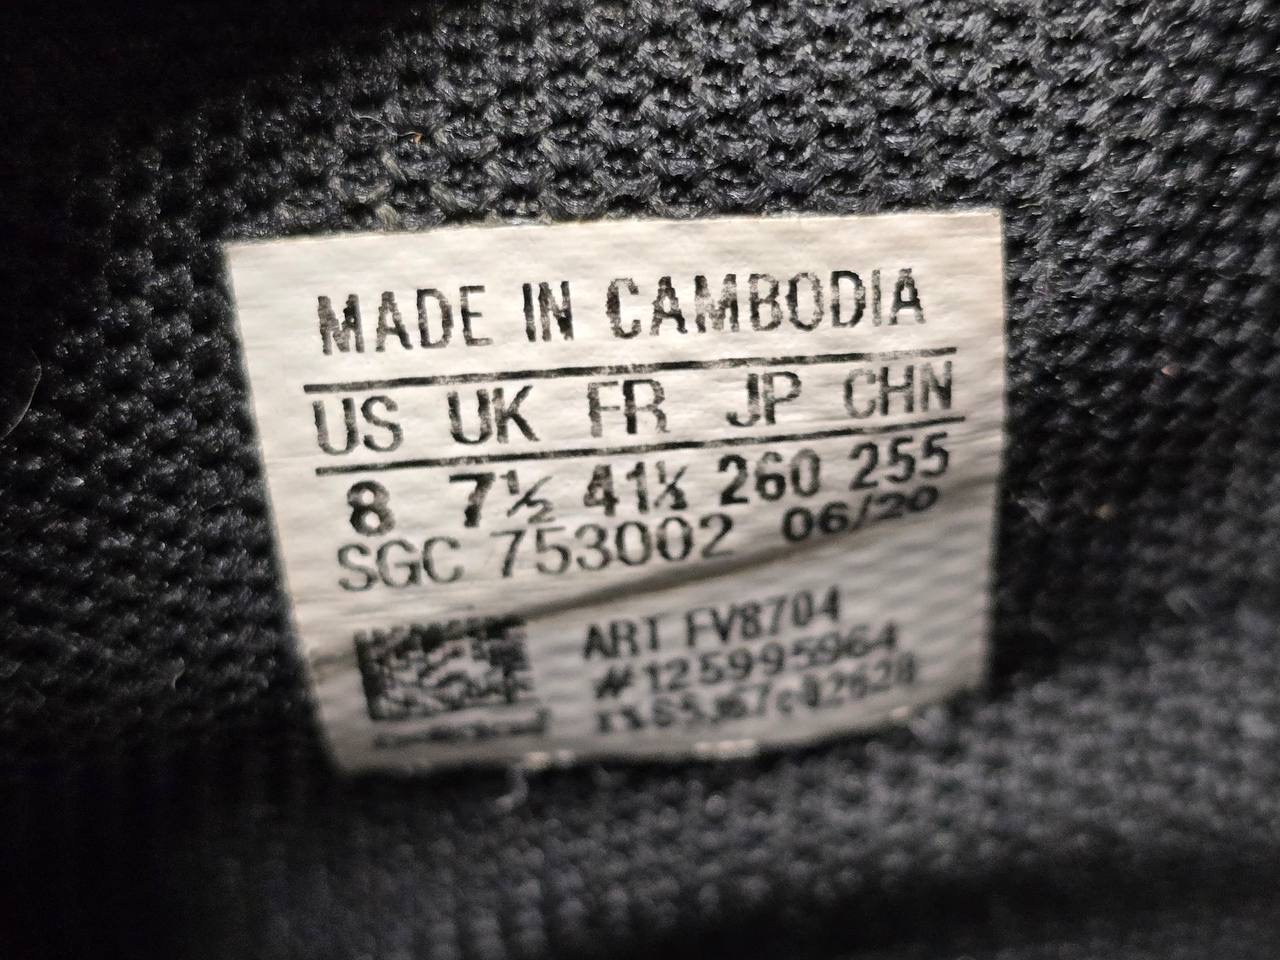 MADE IN CAMBODIA
US UK FR JP CHN
8 7½ 41⅓ 260 255
SGC 753002 06/20
ART FV8704
#125995964